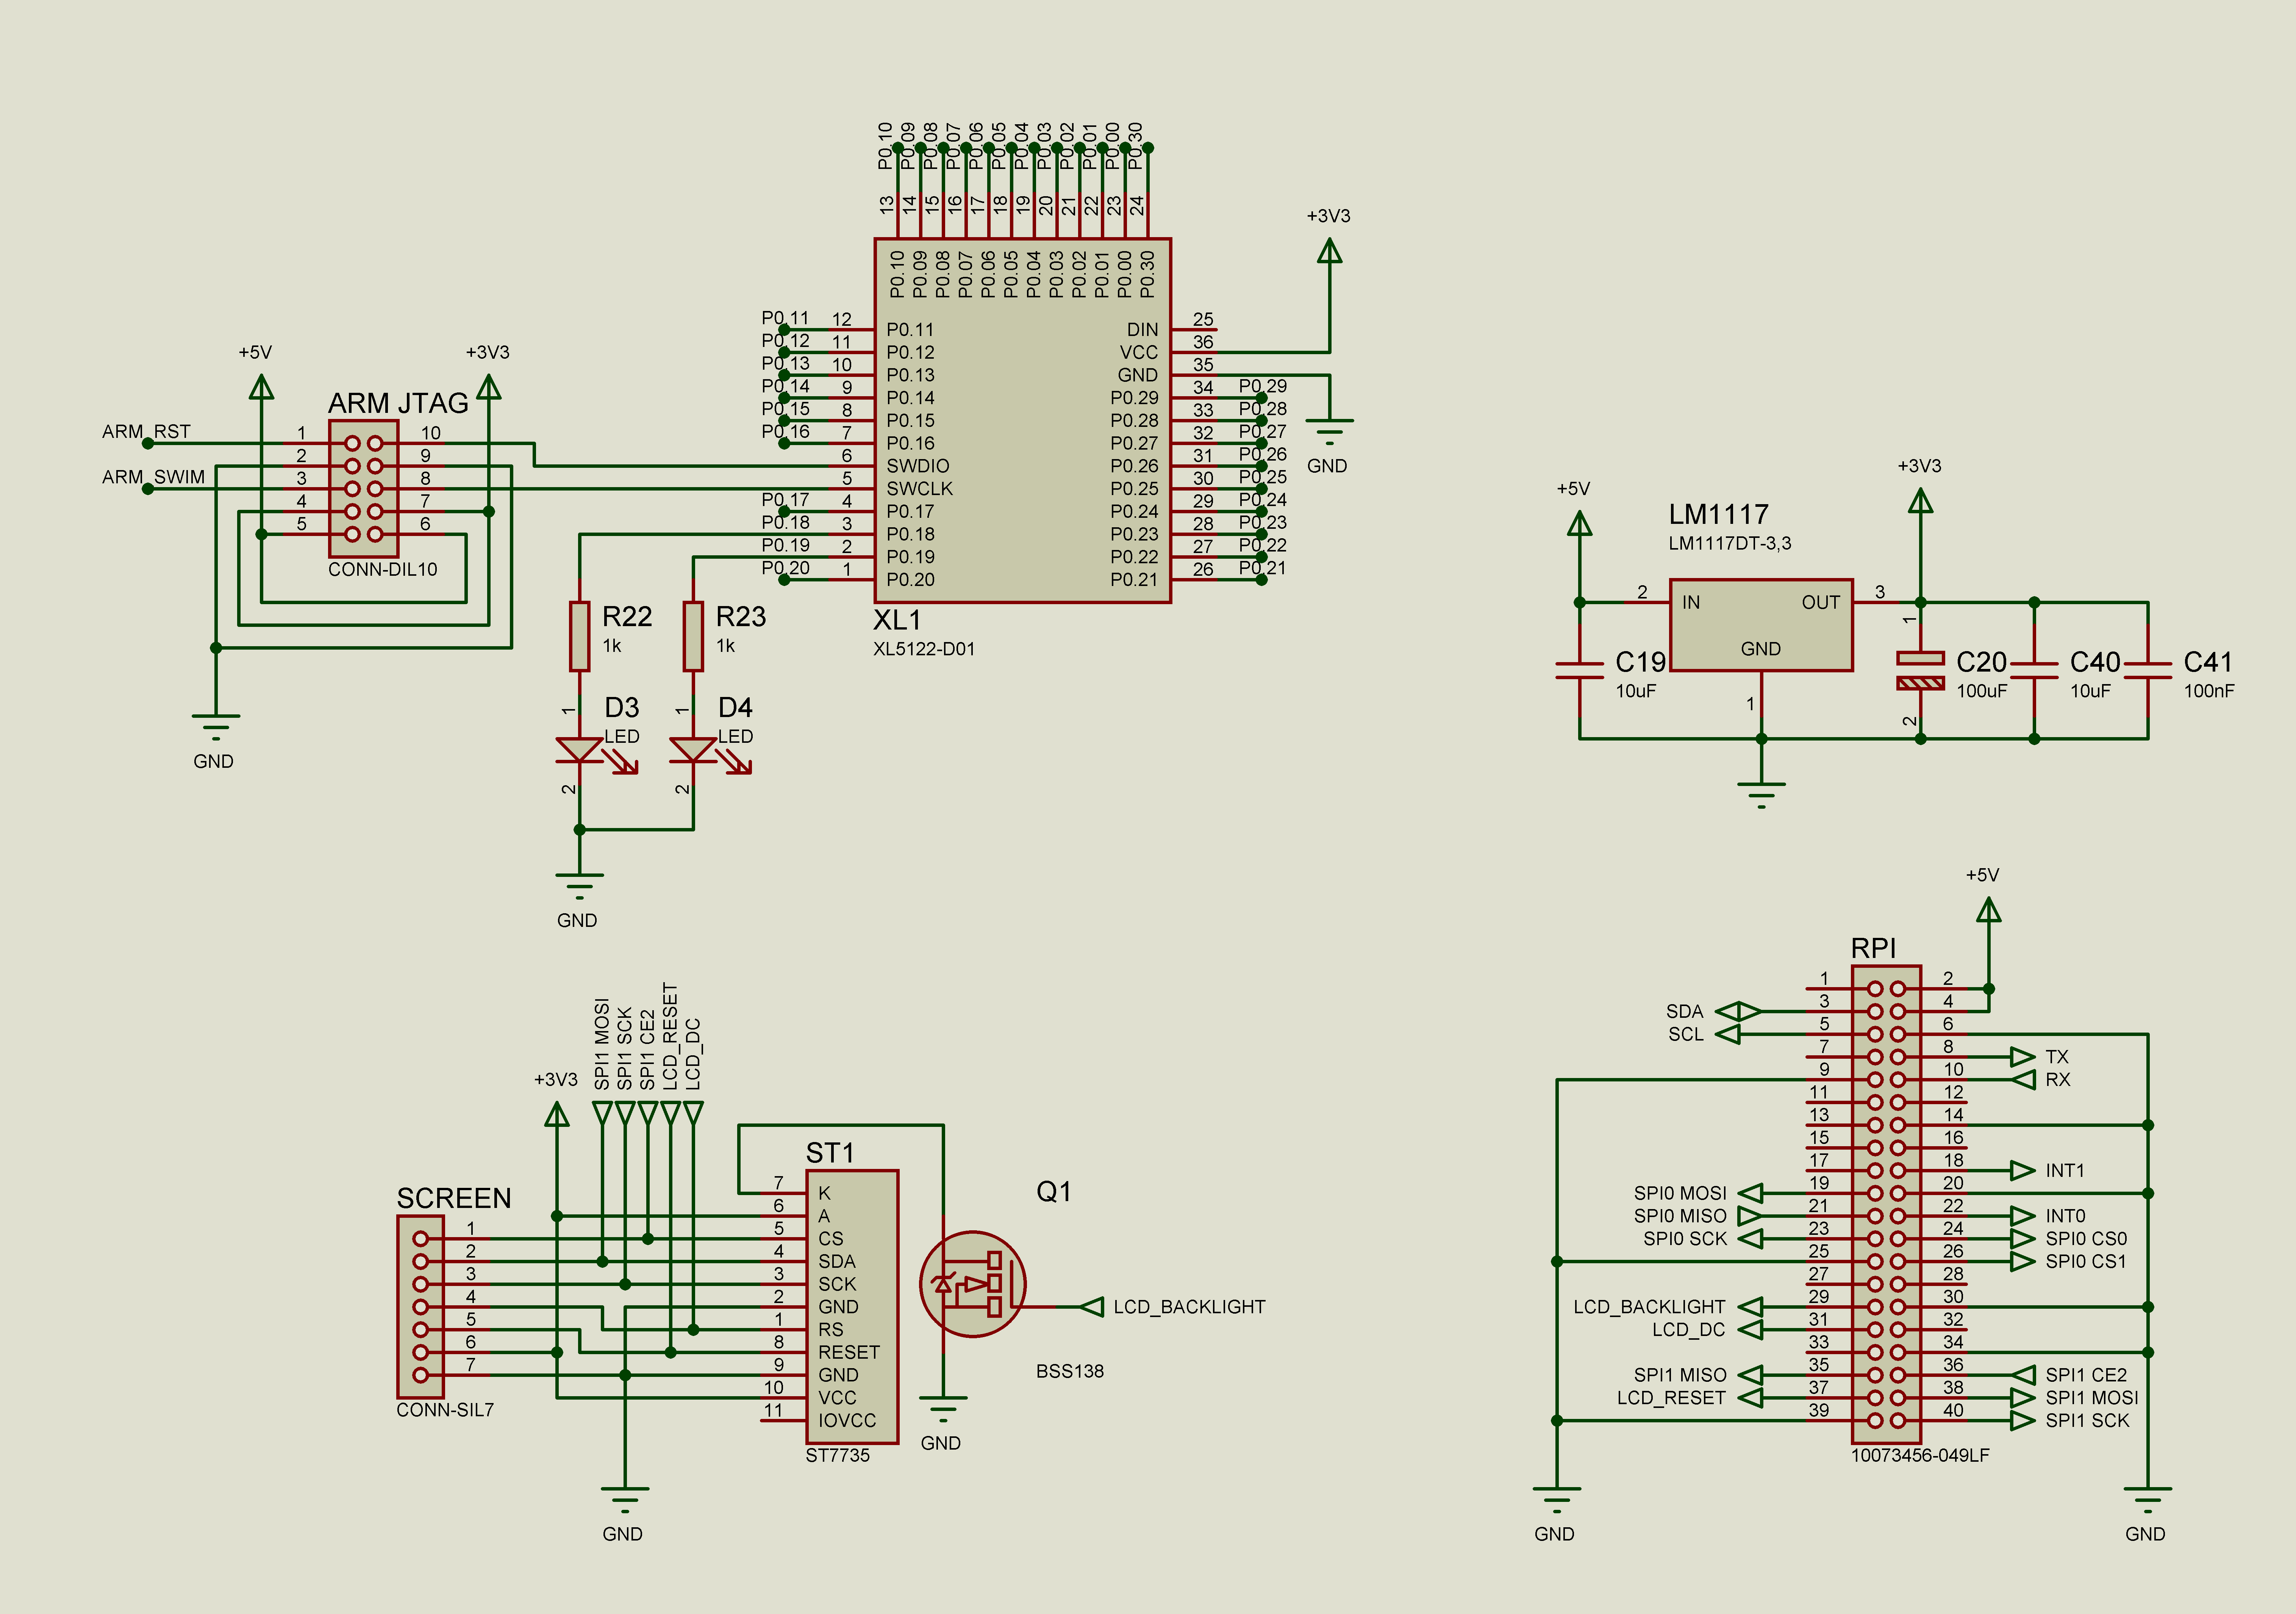 P0.10
P0.09
P0.08
P0.07
P0.06
P0.05
P0.04
P0.03
P0.02
P0.01
P0.00
P0.30
13
14
15
16
17
18
19
20
21
22
23
24
P0.10
P0.09
P0.08
P0.07
P0.06
P0.05
P0.04
P0.03
P0.02
P0.01
P0.00
P0.30
P0.11 12 P0.11
P0.12 11 P0.12
P0.13 10 P0.13
P0.14 9 P0.14
P0.15 8 P0.15
P0.16 7 P0.16
6 SWDIO
5 SWCLK
P0.17 4 P0.17
P0.18 3 P0.18
P0.19 2 P0.19
P0.20 1 P0.20
DIN 25
VCC 36
GND 35
P0.29 34 P0.29
P0.28 33 P0.28
P0.27 32 P0.27
P0.26 31 P0.26
P0.25 30 P0.25
P0.24 29 P0.24
P0.23 28 P0.23
P0.22 27 P0.22
P0.21 26 P0.21
XL1
XL5122-D01
+3V3
GND
+5V
+3V3
ARM JTAG
ARM_RST 1 10
2 9
ARM_SWIM 3 8
4 7
5 6
CONN-DIL10
GND
R22
1k
R23
1k
1 D3
LED
2
1 D4
LED
2
GND
+5V
+3V3
LM1117
LM1117DT-3,3
2 IN OUT 3
GND
1
C19
10uF
1
C20
100uF
2
C40
10uF
C41
100nF
+3V3
SPI1 MOSI
SPI1 SCK
SPI1 CE2
LCD_RESET
LCD_DC
SCREEN
1
2
3
4
5
6
7
CONN-SIL7
GND
ST1
7 K
6 A
5 CS
4 SDA
3 SCK
2 GND
1 RS
8 RESET
9 GND
10 VCC
11 IOVCC
ST7735
Q1
LCD_BACKLIGHT
BSS138
GND
+5V
RPI
1 2
SDA 3 4
SCL 5 6
7 8 TX
9 10 RX
11 12
13 14
15 16
17 18 INT1
SPI0 MOSI 19 20
SPI0 MISO 21 22 INT0
SPI0 SCK 23 24 SPI0 CS0
25 26 SPI0 CS1
27 28
LCD_BACKLIGHT 29 30
LCD_DC 31 32
33 34
SPI1 MISO 35 36 SPI1 CE2
LCD_RESET 37 38 SPI1 MOSI
39 40 SPI1 SCK
10073456-049LF
GND
GND